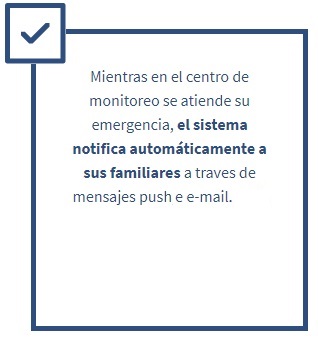 Mientras en el centro de
monitoreo se atiende su
emergencia, el sistema
notifica automáticamente a
sus familiares a traves de
mensajes push e e-mail.